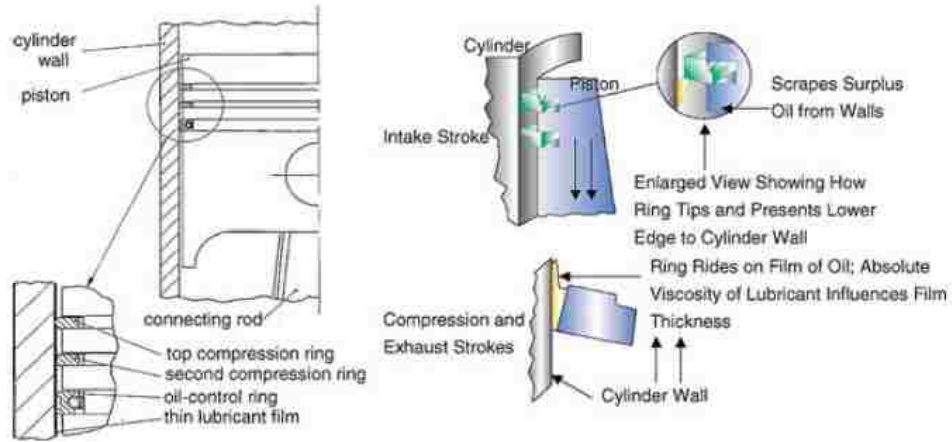 cylinder
wall
piston
connecting rod
top compression ring
second compression ring
oil-control ring
thin lubricant film
Cylinder
Piston
Intake Stroke
Scrapes Surplus
Oil from Walls
Enlarged View Showing How
Ring Tips and Presents Lower
Edge to Cylinder Wall
Ring Rides on Film of Oil; Absolute
Viscosity of Lubricant Influences Film
Thickness
Compression and
Exhaust Strokes
Cylinder Wall